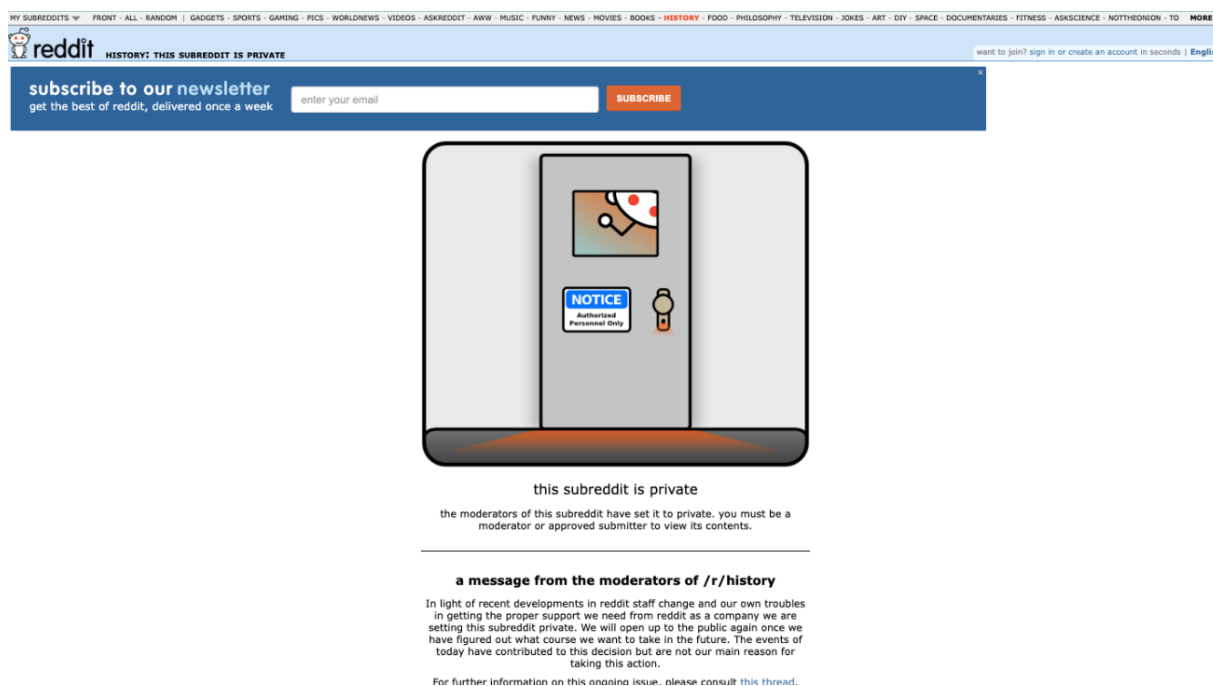 MY SUBREDDITS FRONT - ALL - RANDOM | GADGETS - SPORTS - GAMING - PICS - WORLDNEWS - VIDEOS - ASKREDDIT - AWW - MUSIC - FUNNY - NEWS - MOVIES - BOOKS - HISTORY - FOOD - PHILOSOPHY - TELEVISION - JOKES - ART - DIY - SPACE - DOCUMENTARIES - FITNESS - ASKSCIENCE - NOTTHEONION - TO MORE
reddit HISTORY: THIS SUBREDDIT IS PRIVATE
want to join? sign in or create an account in seconds | Englis
subscribe to our newsletter
get the best of reddit, delivered once a week
enter your email
SUBSCRIBE
×
NOTICE
Authorized
Personnel Only
this subreddit is private
the moderators of this subreddit have set it to private. you must be a
moderator or approved submitter to view its contents.
a message from the moderators of /r/history
In light of recent developments in reddit staff change and our own troubles
in getting the proper support we need from reddit as a company we are
setting this subreddit private. We will open up to the public again once we
have figured out what course we want to take in the future. The events of
today have contributed to this decision but are not our main reason for
taking this action.
For further information on this ongoing issue, please consult this thread.